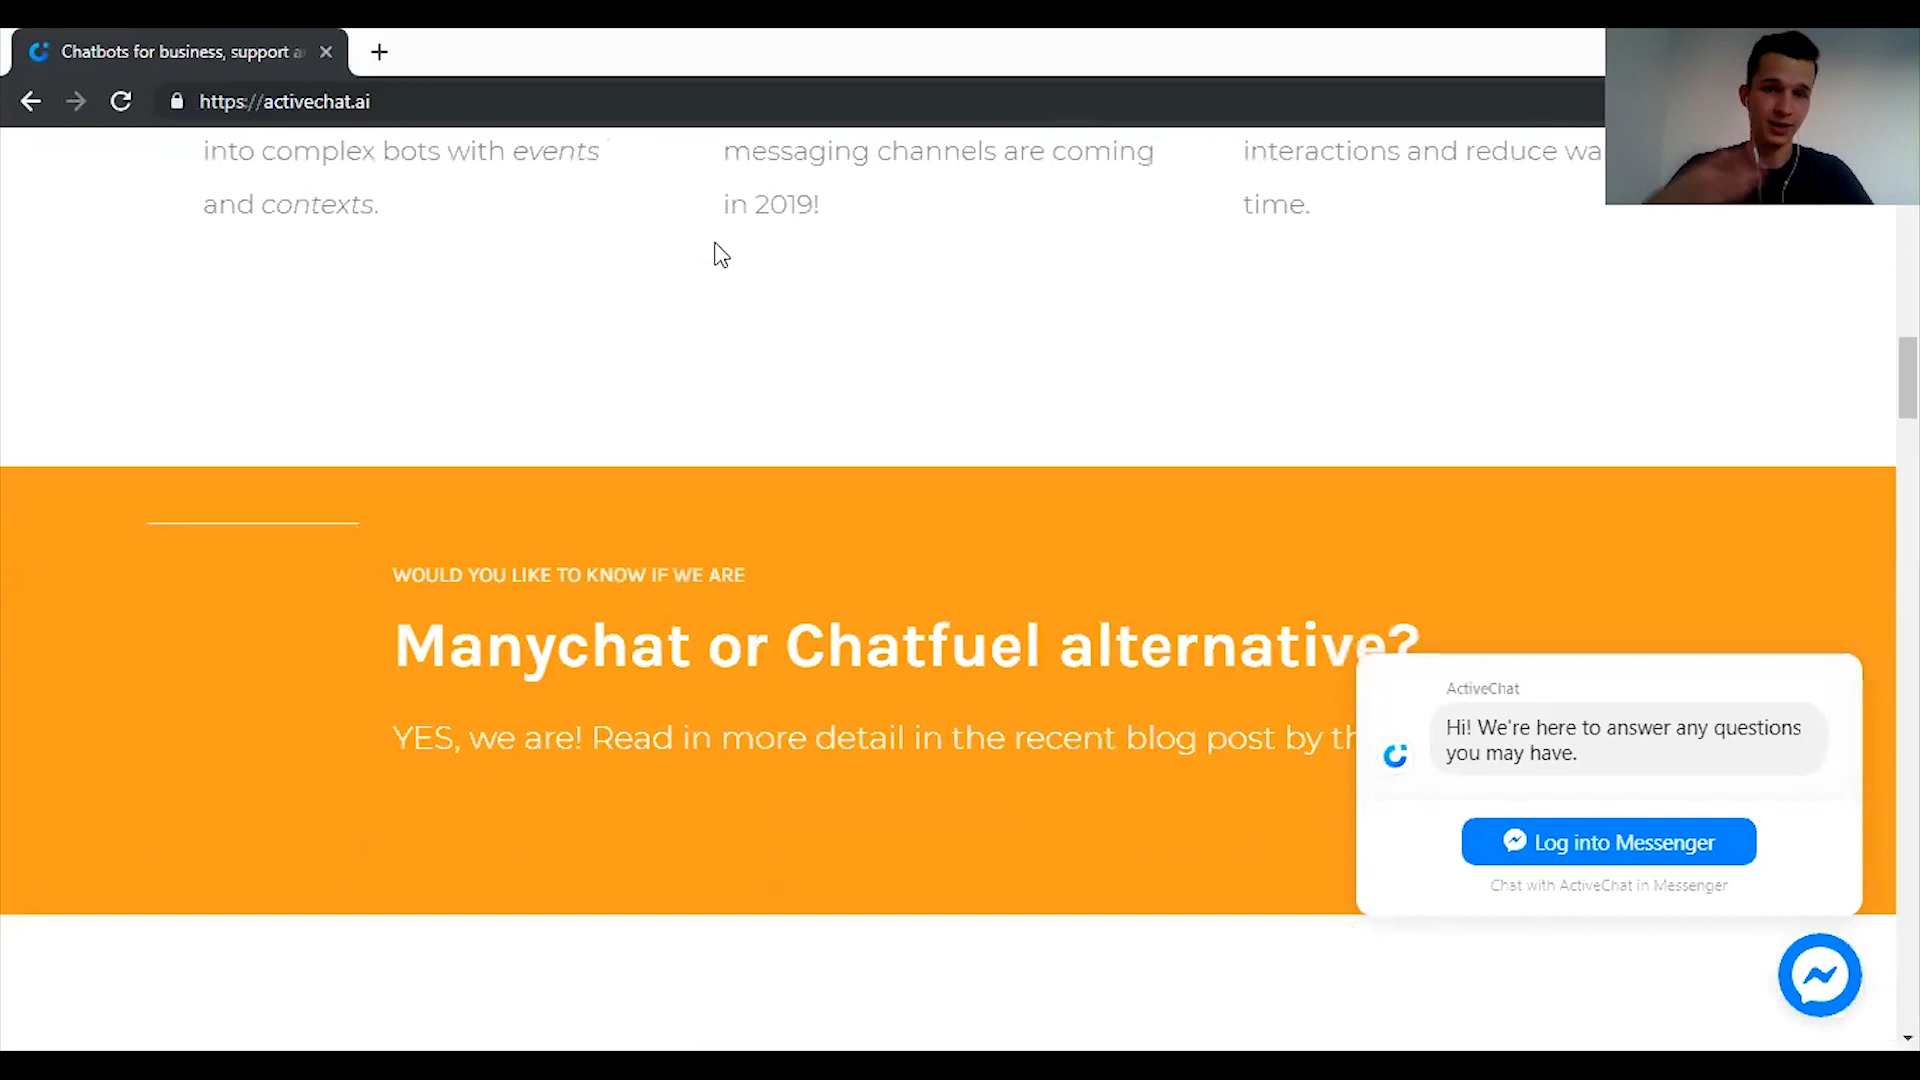 Chatbots for business, support a
https://activechat.ai
into complex bots with events
and contexts.
messaging channels are coming
in 2019!
interactions and reduce wa
time.
WOULD YOU LIKE TO KNOW IF WE ARE
Manychat or Chatfuel alternative?
YES, we are! Read in more detail in the recent blog post by th
ActiveChat
Hi! We're here to answer any questions
you may have.
Log into Messenger
Chat with ActiveChat in Messenger